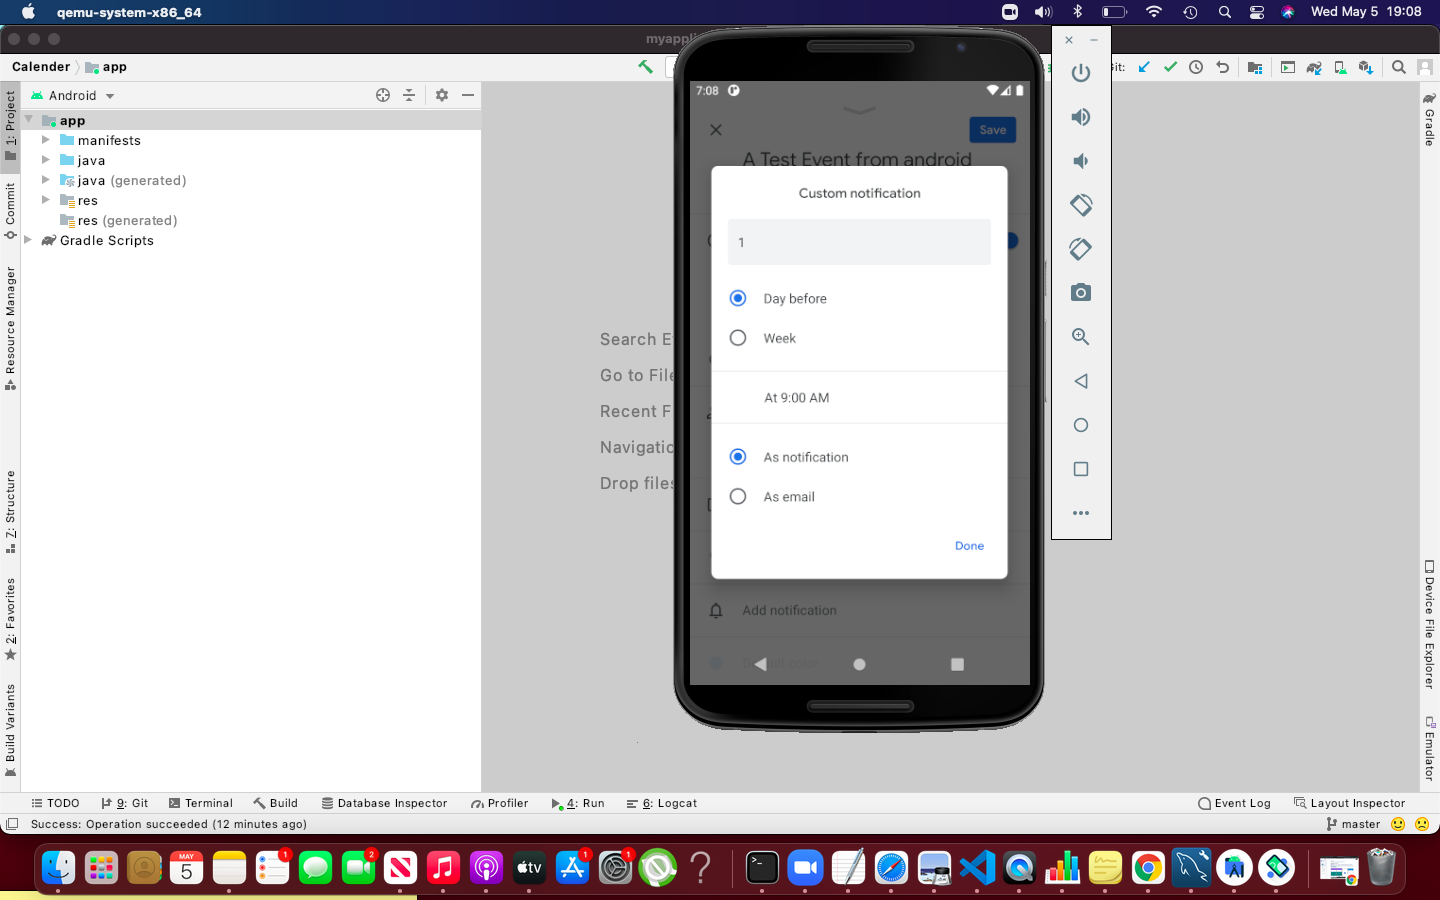 qemu-system-x86_64
Wed May 5 19:08
myappli
Calender
app
Git:
Android
app
manifests
java
java (generated)
res
res (generated)
Gradle Scripts
1: Project
Commit
Resource Manager
Z: Structure
2: Favorites
Build Variants
Search E
Go to File
Recent F
Navigatio
Drop files
7:08
Save
A Test Event from android
Custom notification
1
Day before
Week
At 9:00 AM
As notification
As email
Done
Add notification
Gradle
Device File Explorer
Emulator
TODO
9: Git
Terminal
Build
Database Inspector
Profiler
4: Run
6: Logcat
Event Log
Layout Inspector
Success: Operation succeeded (12 minutes ago)
master
MAY
5
1
2
tv
1
1